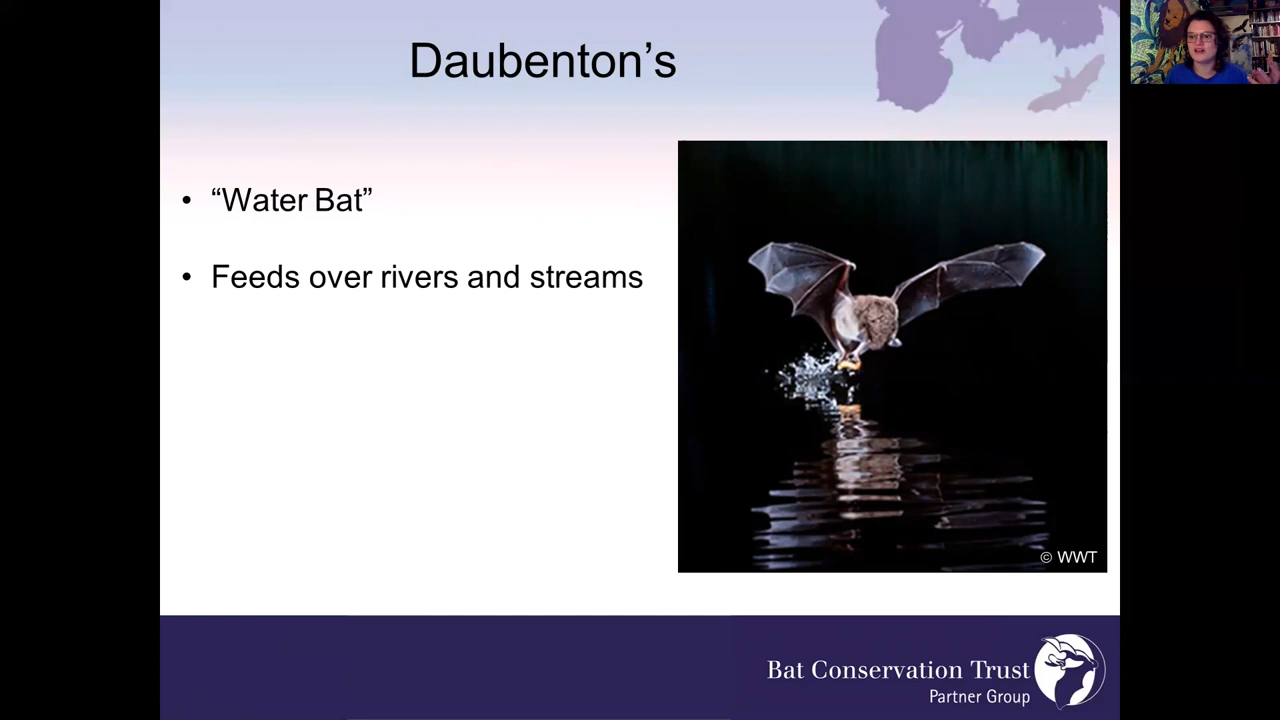 Daubenton’s
• “Water Bat”
• Feeds over rivers and streams
© WWT
Bat Conservation Trust
Partner Group